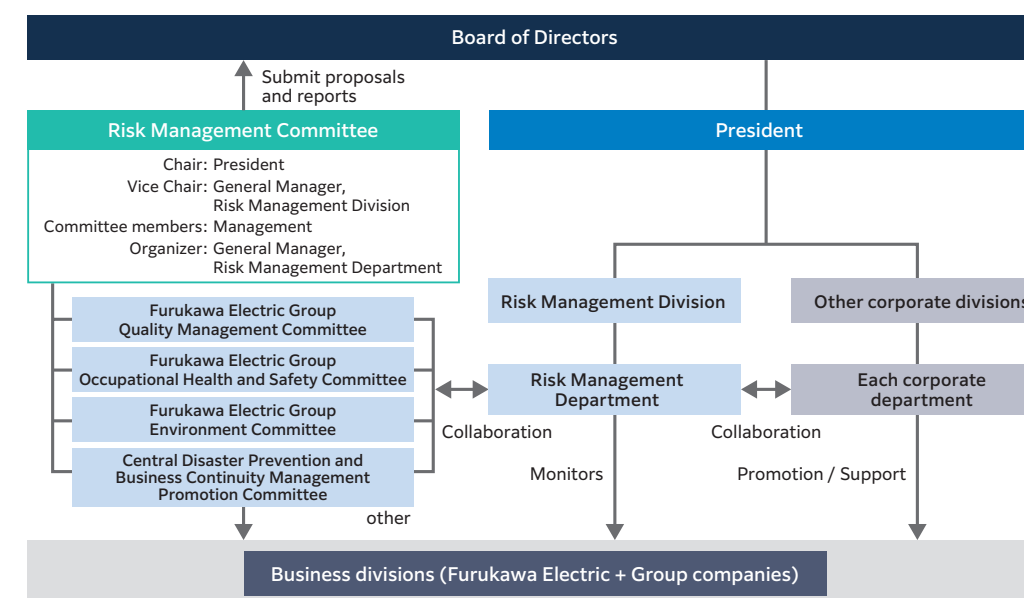 Board of Directors
Submit proposals
and reports
Risk Management Committee
Chair: President
Vice Chair: General Manager,
Risk Management Division
Committee members: Management
Organizer: General Manager,
Risk Management Department
President
Risk Management Division
Other corporate divisions
Furukawa Electric Group
Quality Management Committee
Furukawa Electric Group
Occupational Health and Safety Committee
Furukawa Electric Group
Environment Committee
Central Disaster Prevention and
Business Continuity Management
Promotion Committee
other
Risk Management
Department
Each corporate
department
Collaboration
Collaboration
Monitors
Promotion / Support
Business divisions (Furukawa Electric + Group companies)